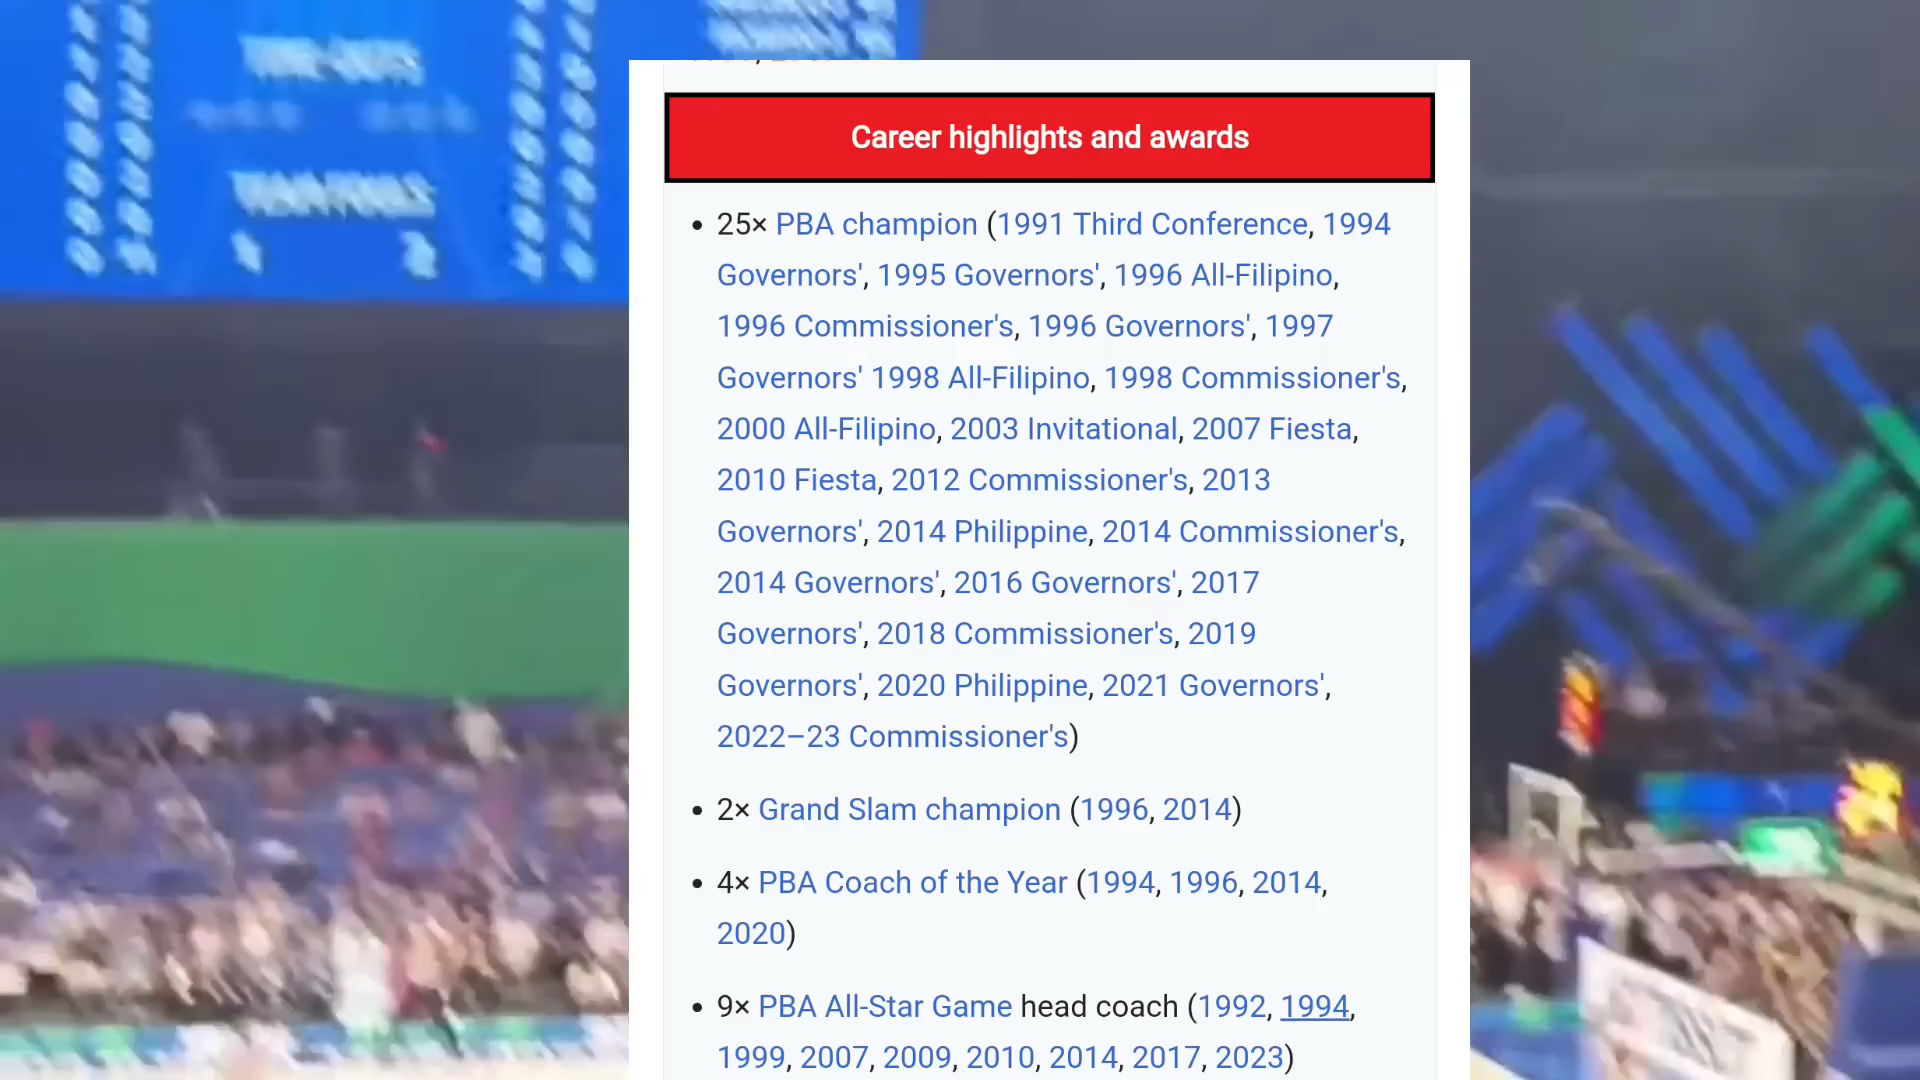 TIME-OUTS
TEAM FOULS
Career highlights and awards
• 25× PBA champion (1991 Third Conference, 1994
Governors', 1995 Governors', 1996 All-Filipino,
1996 Commissioner's, 1996 Governors', 1997
Governors' 1998 All-Filipino, 1998 Commissioner's,
2000 All-Filipino, 2003 Invitational, 2007 Fiesta,
2010 Fiesta, 2012 Commissioner's, 2013
Governors', 2014 Philippine, 2014 Commissioner's,
2014 Governors', 2016 Governors', 2017
Governors', 2018 Commissioner's, 2019
Governors', 2020 Philippine, 2021 Governors',
2022–23 Commissioner's)
• 2× Grand Slam champion (1996, 2014)
• 4× PBA Coach of the Year (1994, 1996, 2014,
2020)
• 9× PBA All-Star Game head coach (1992, 1994,
1999, 2007, 2009, 2010, 2014, 2017, 2023)